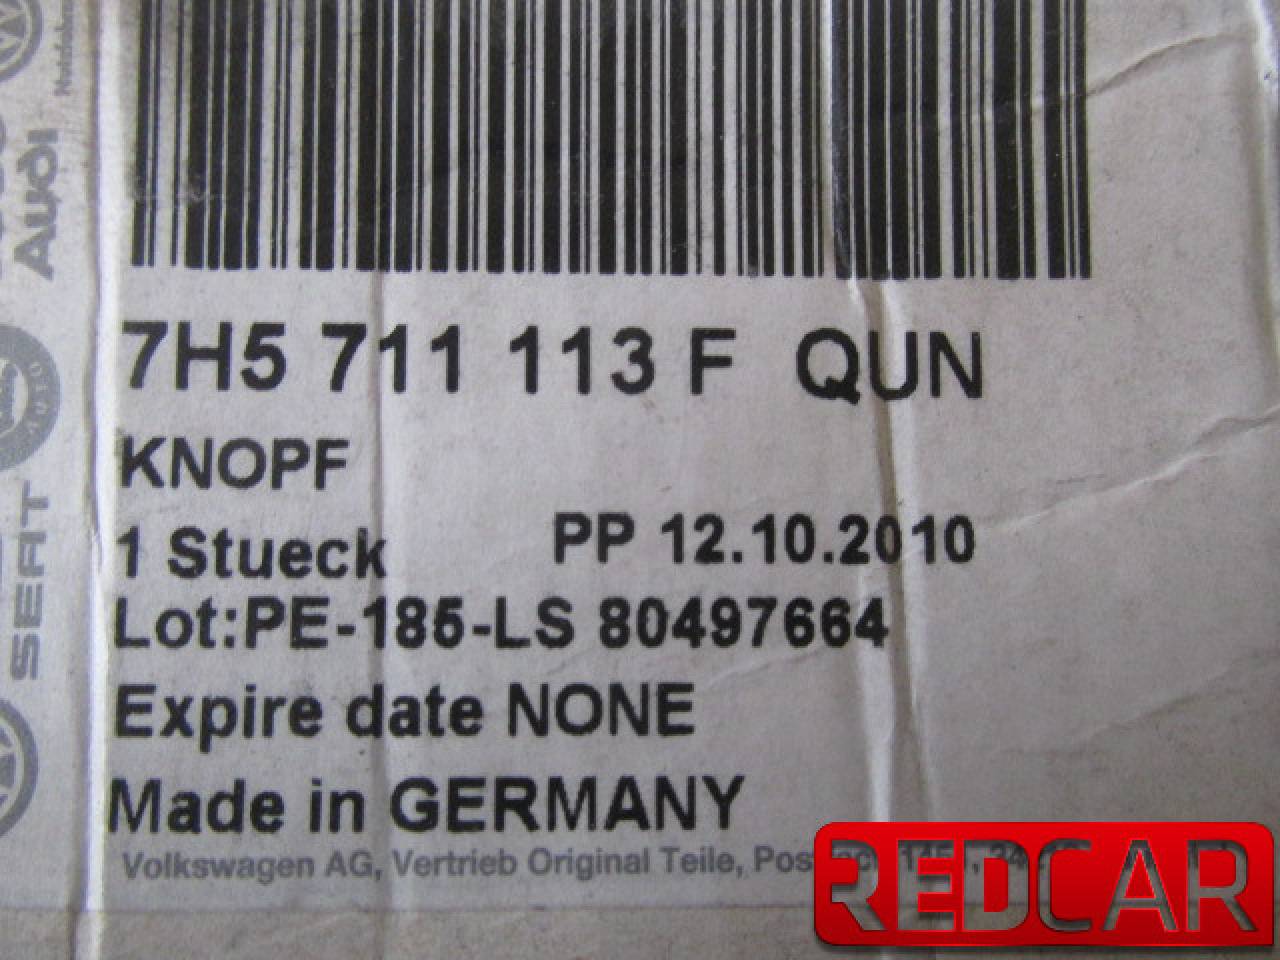 7H5 711 113 F QUN
KNOPF
1 Stueck PP 12.10.2010
Lot:PE-185-LS 80497664
Expire date NONE
Made in GERMANY
Volkswagen AG, Vertrieb Original Teile,
REDCAR
Audi
SEAT
AUTO